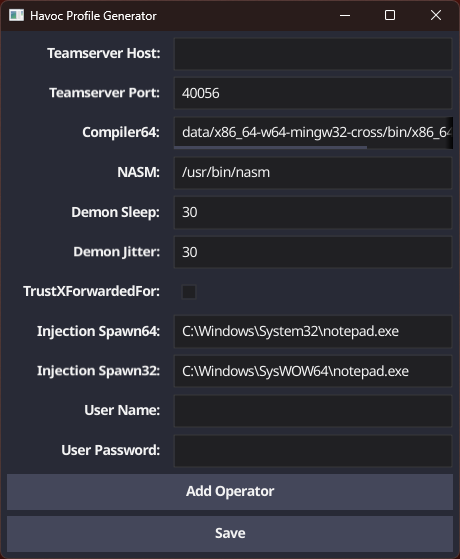 Havoc Profile Generator
Teamserver Host:
Teamserver Port: 40056
Compiler64: data/x86_64-w64-mingw32-cross/bin/x86_64
NASM: /usr/bin/nasm
Demon Sleep: 30
Demon Jitter: 30
TrustXForwardedFor:
Injection Spawn64: C:\Windows\System32\notepad.exe
Injection Spawn32: C:\Windows\SysWOW64\notepad.exe
User Name:
User Password:
Add Operator
Save